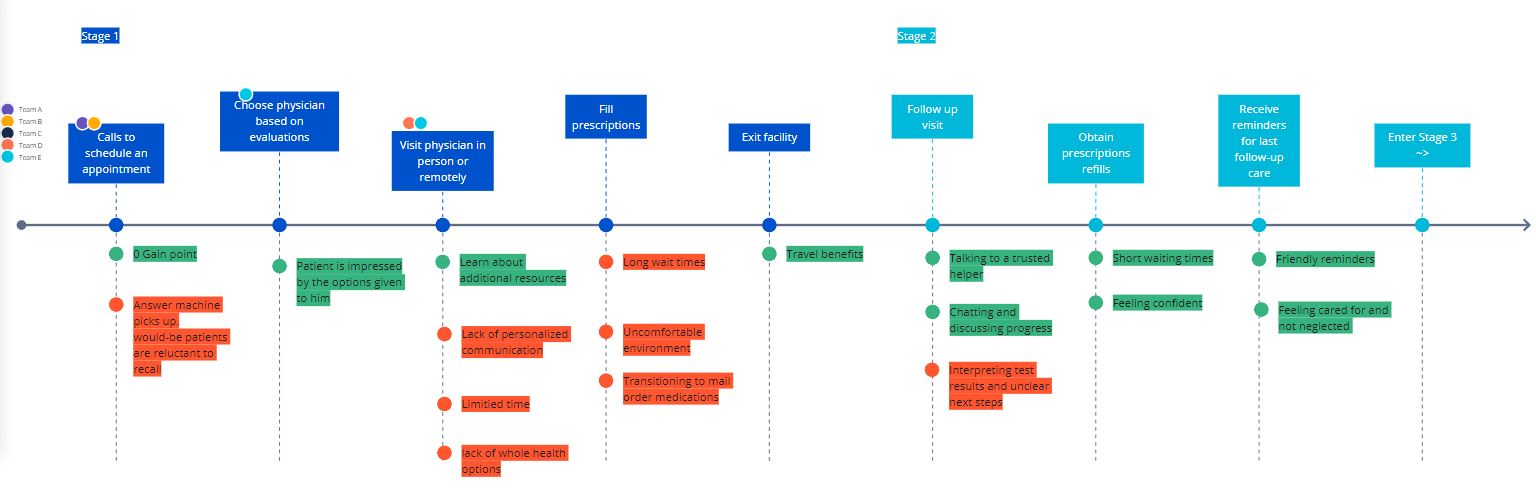 Stage 1
Stage 2
Team A
Team B
Team C
Team D
Team E
Calls to
schedule an
appointment
Choose physician
based on
evaluations
Visit physician in
person or
remotely
Fill
prescriptions
Exit facility
Follow up
visit
Obtain
prescriptions
refills
Receive
reminders
for last
follow-up
care
Enter Stage 3
~>
0 Gain point
Answer machine
picks up.
would-be patients
are reluctant to
recall
Patient is impressed
by the options given
to him
Learn about
additional resources
Lack of personalized
communication
Limitied time
lack of whole health
options
Long wait times
Uncomfortable
environment
Transitioning to mail
order medications
Travel benefits
Talking to a trusted
helper
Chatting and
discussing progress
Interpreting test
results and unclear
next steps
Short waiting times
Feeling confident
Friendly reminders
Feeling cared for and
not neglected